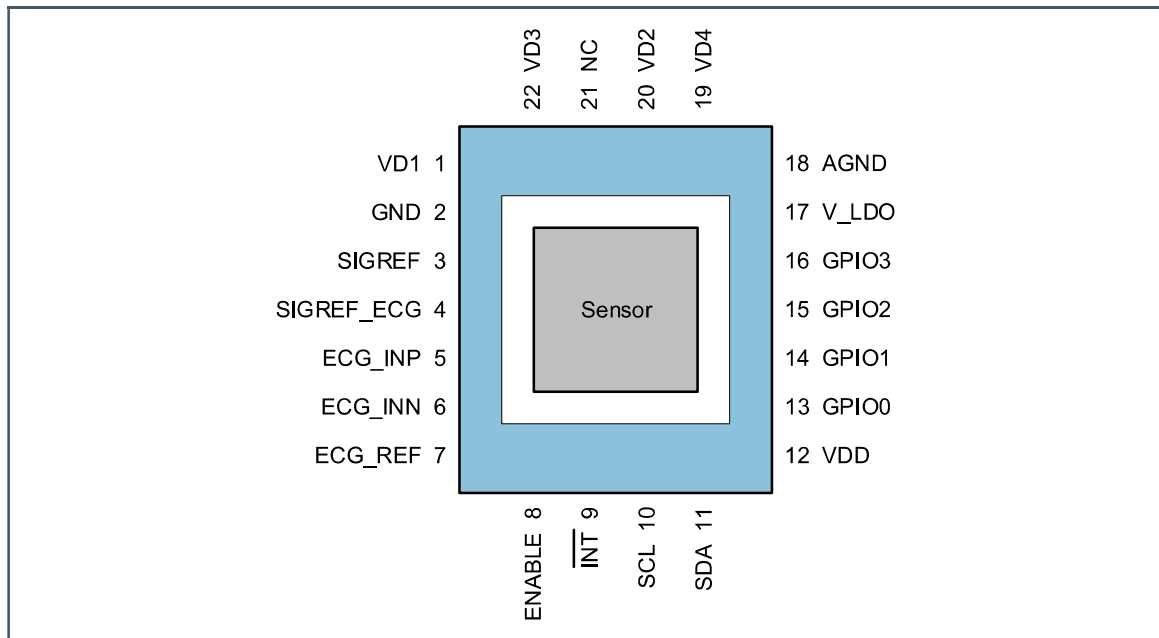 22 VD3
21 NC
20 VD2
19 VD4
VD1 1
GND 2
SIGREF 3
SIGREF_ECG 4
ECG_INP 5
ECG_INN 6
ECG_REF 7
Sensor
18 AGND
17 V_LDO
16 GPIO3
15 GPIO2
14 GPIO1
13 GPIO0
12 VDD
ENABLE 8
INT 9
SCL 10
SDA 11